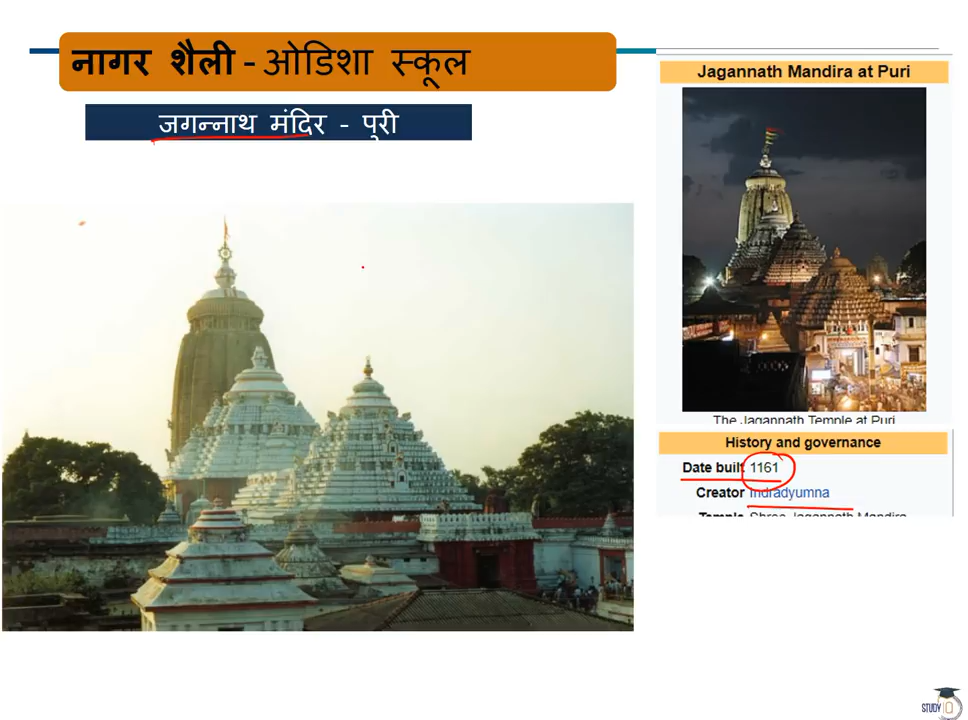 नागर शैली - ओडिशा स्कूल
जगन्नाथ मंदिर - पुरी
Jagannath Mandira at Puri
The Jagannath Temple at Puri
History and governance
Date built 1161
Creator Indradyumna
Temple Shree Jagannath Mandira
STUDY IQ